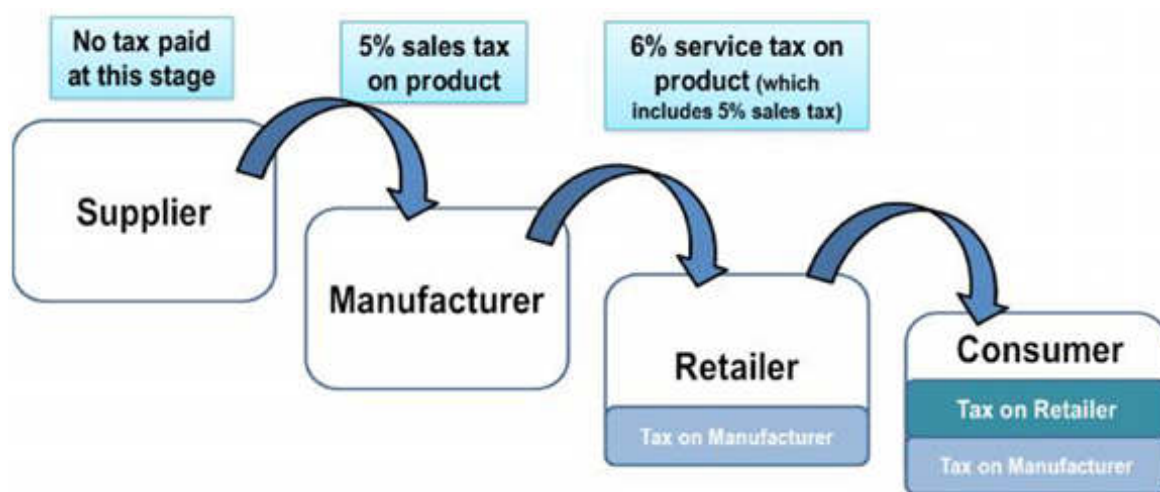 No tax paid
at this stage
5% sales tax
on product
6% service tax on
product (which
includes 5% sales tax)
Supplier
Manufacturer
Retailer
Tax on Manufacturer
Consumer
Tax on Retailer
Tax on Manufacturer